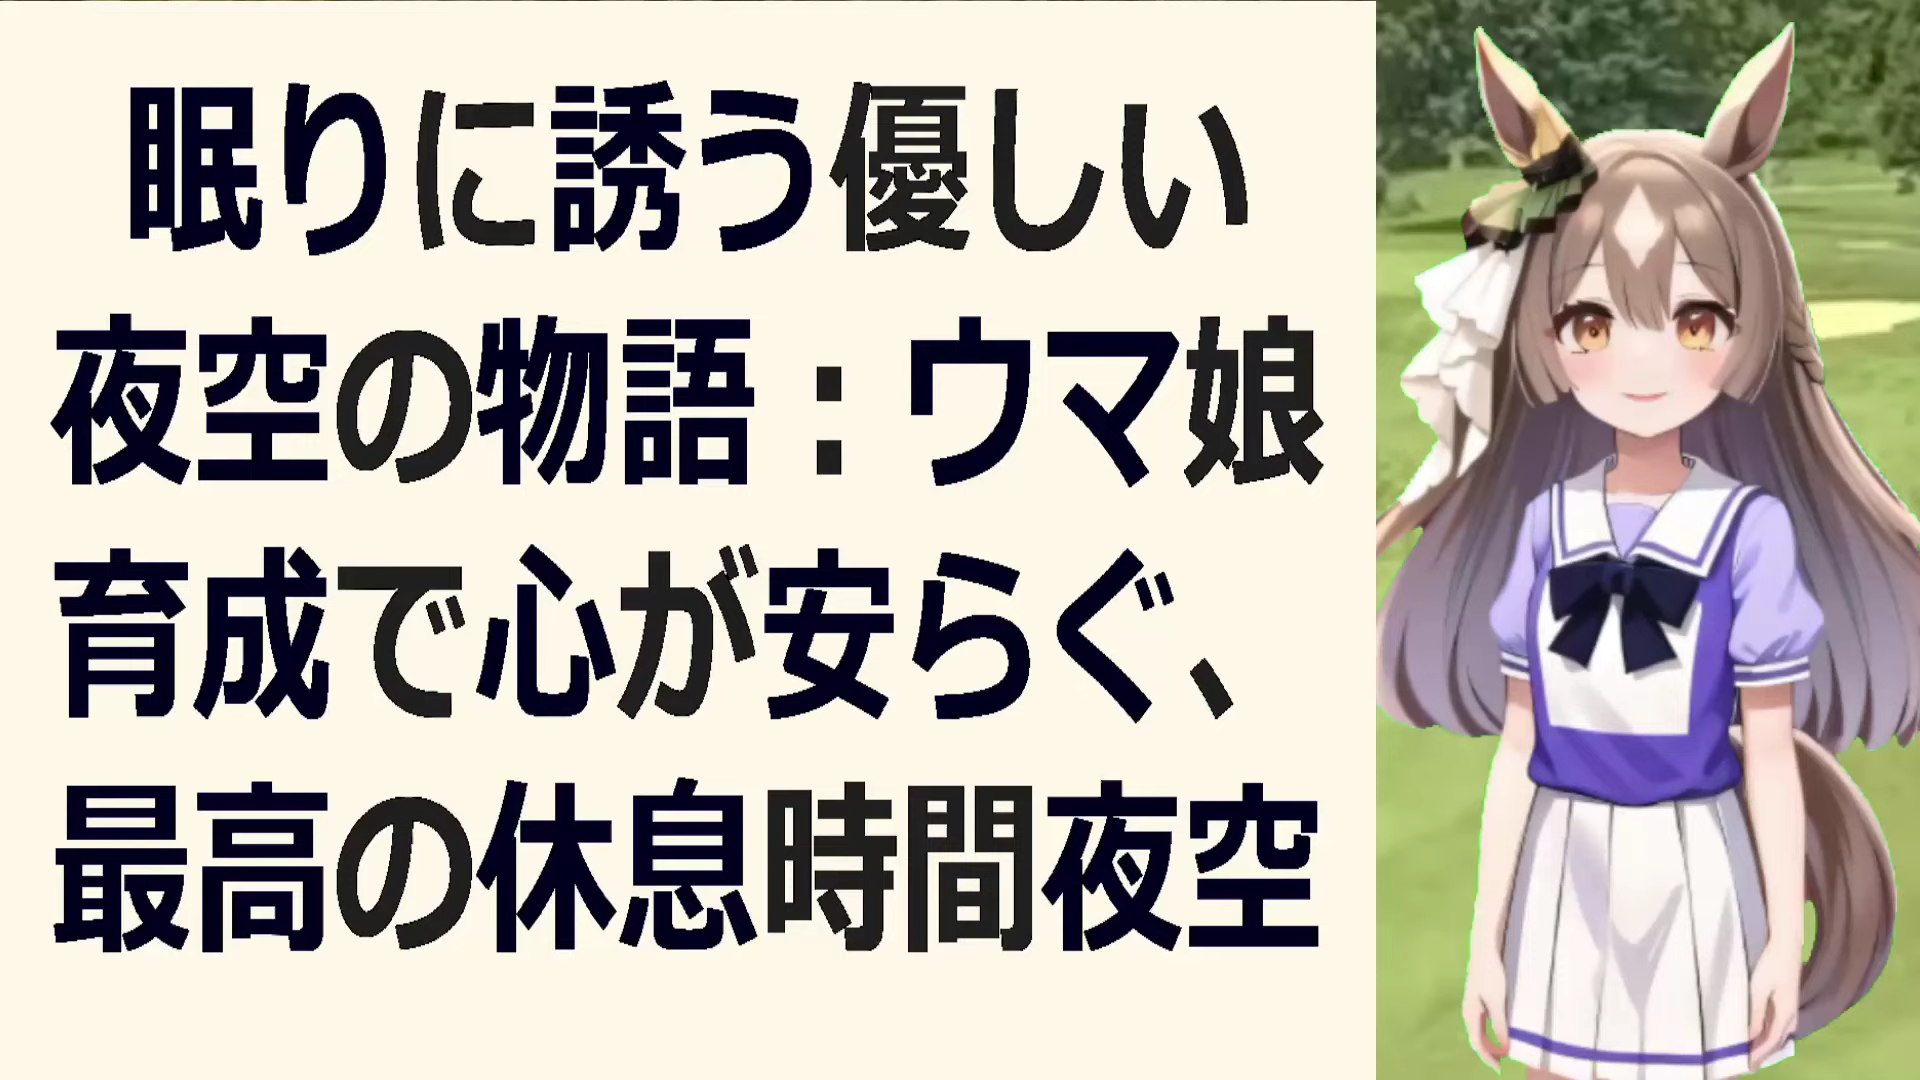 眠りに誘う優しい
夜空の物語：ウマ娘
育成で心が安らぐ、
最高の休息時間夜空